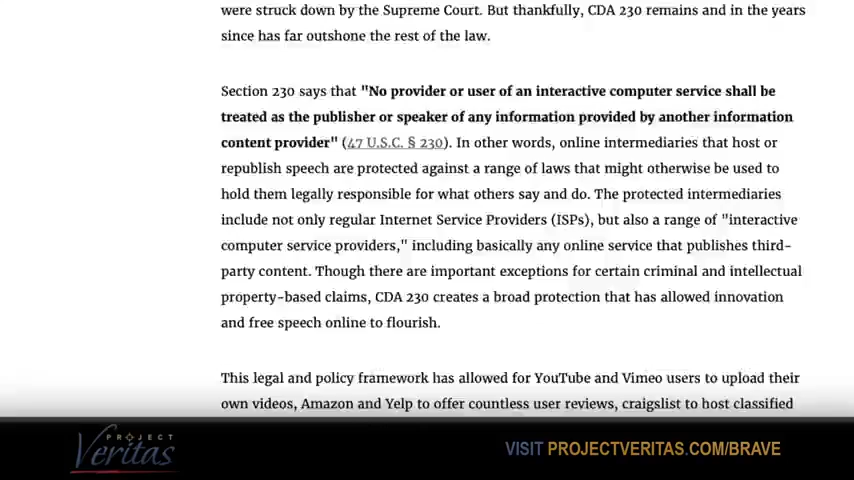 were struck down by the Supreme Court. But thankfully, CDA 230 remains and in the years
since has far outshone the rest of the law.
Section 230 says that "No provider or user of an interactive computer service shall be
treated as the publisher or speaker of any information provided by another information
content provider" (47 U.S.C. § 230). In other words, online intermediaries that host or
republish speech are protected against a range of laws that might otherwise be used to
hold them legally responsible for what others say and do. The protected intermediaries
include not only regular Internet Service Providers (ISPs), but also a range of "interactive
computer service providers," including basically any online service that publishes third-
party content. Though there are important exceptions for certain criminal and intellectual
property-based claims, CDA 230 creates a broad protection that has allowed innovation
and free speech online to flourish.
This legal and policy framework has allowed for YouTube and Vimeo users to upload their
own videos, Amazon and Yelp to offer countless user reviews, craigslist to host classified
PROJECT
Veritas
VISIT PROJECTVERITAS.COM/BRAVE